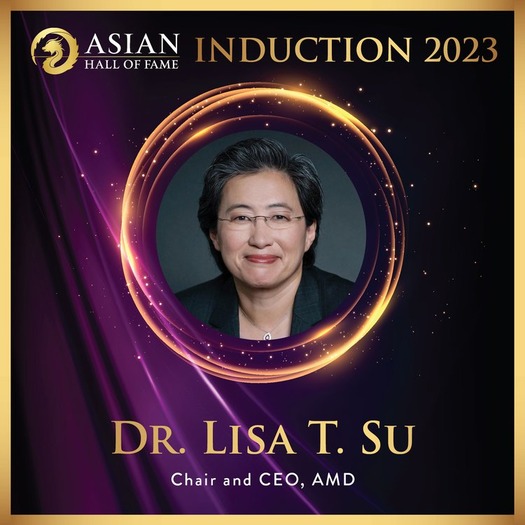 ASIAN
HALL OF FAME
INDUCTION 2023
DR. LISA T. SU
Chair and CEO, AMD